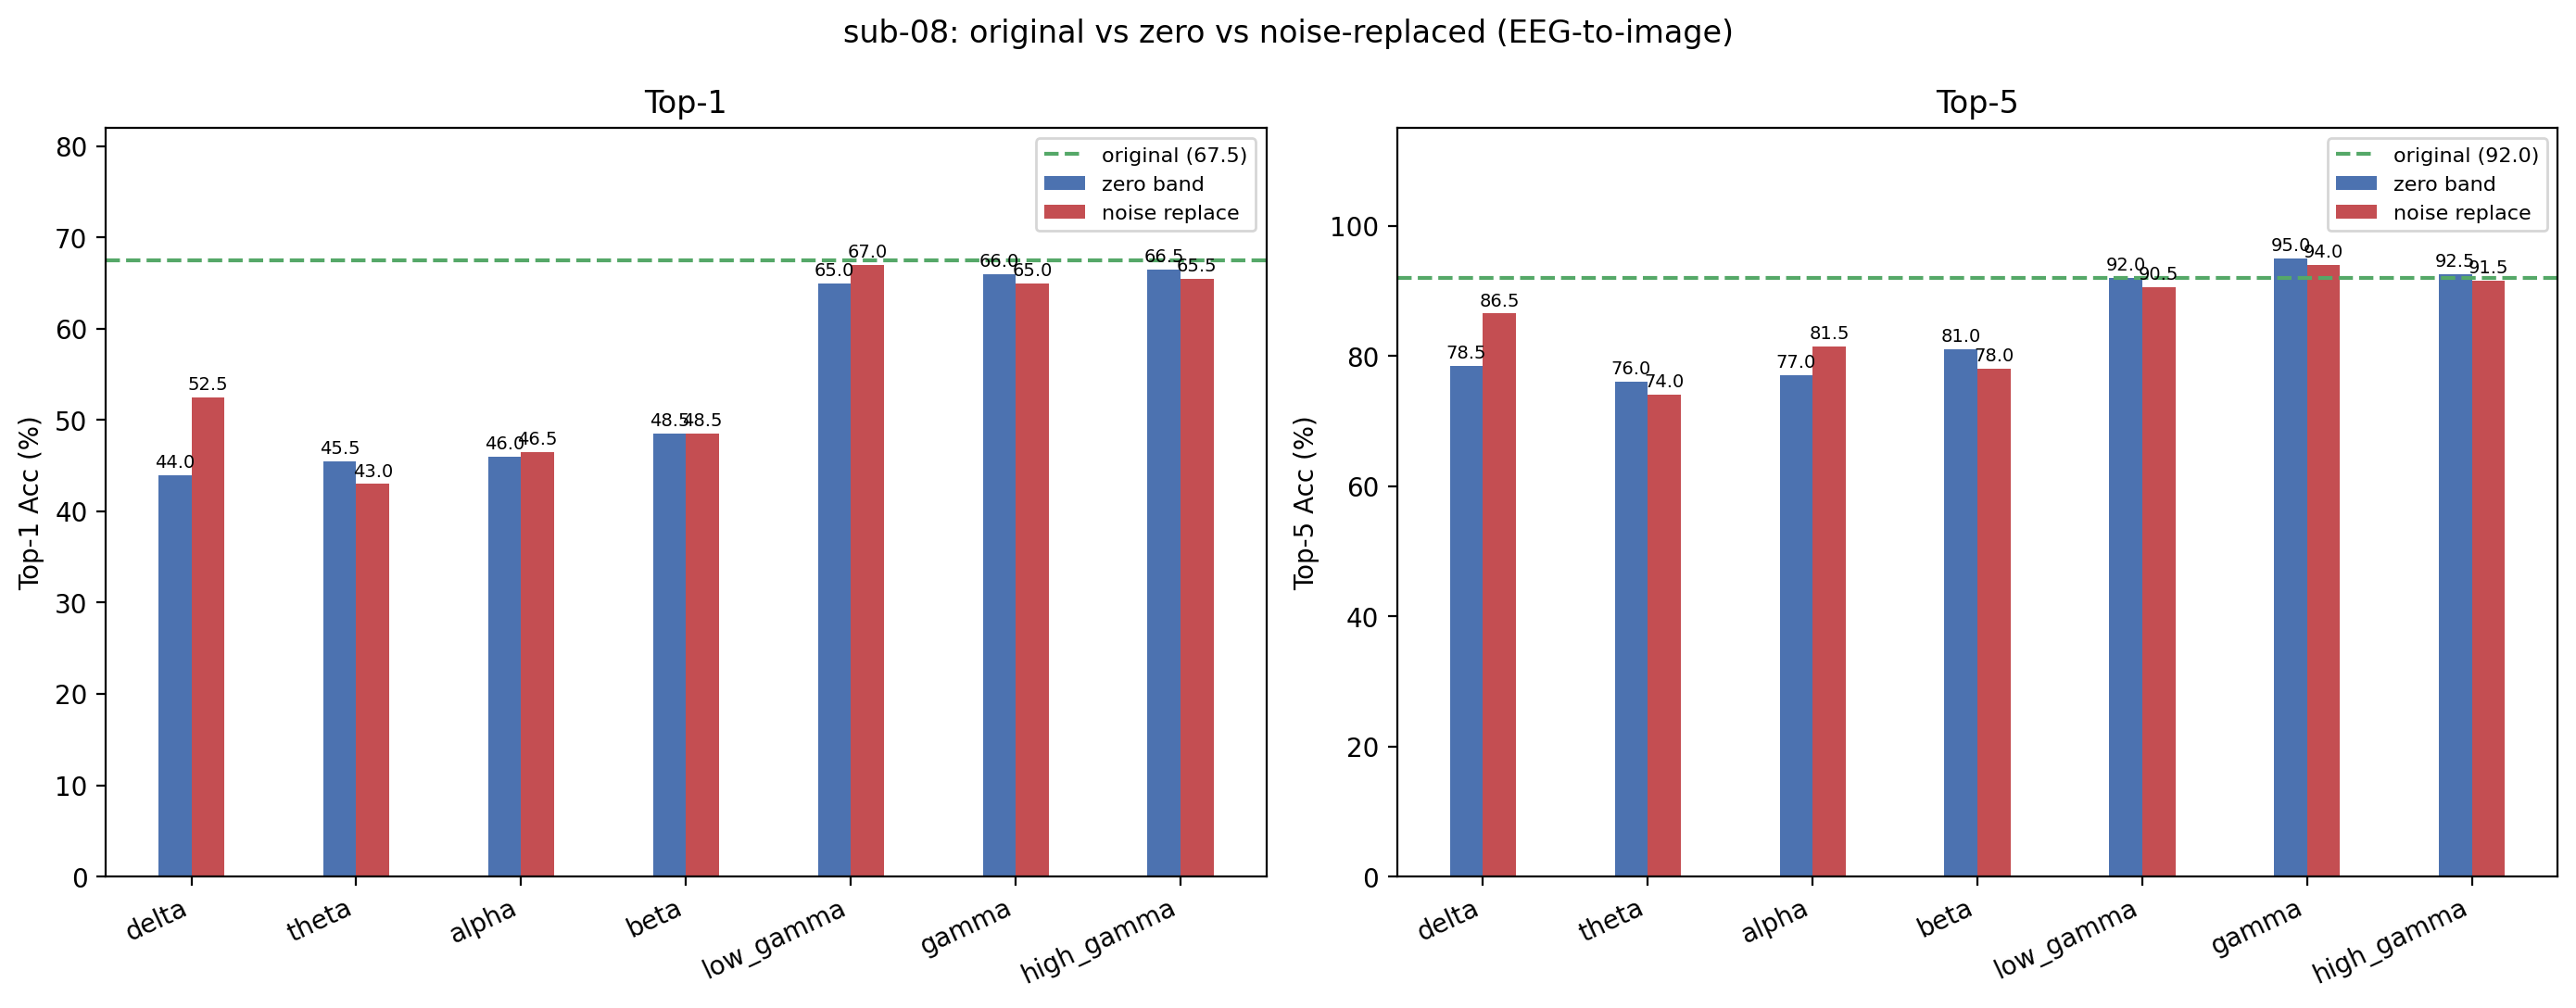 sub-08: original vs zero vs noise-replaced (EEG-to-image)
Top-1
Top-1 Acc (%)
80
70
60
50
40
30
20
10
0
original (67.5)
zero band
noise replace
44.0
52.5
45.5
43.0
46.0
46.5
48.5
48.5
65.0
67.0
66.0
65.0
66.5
65.5
delta
theta
alpha
beta
low_gamma
gamma
high_gamma
Top-5
Top-5 Acc (%)
100
80
60
40
20
0
original (92.0)
zero band
noise replace
78.5
86.5
76.0
74.0
77.0
81.5
81.0
78.0
92.0
90.5
95.0
94.0
92.5
91.5
delta
theta
alpha
beta
low_gamma
gamma
high_gamma